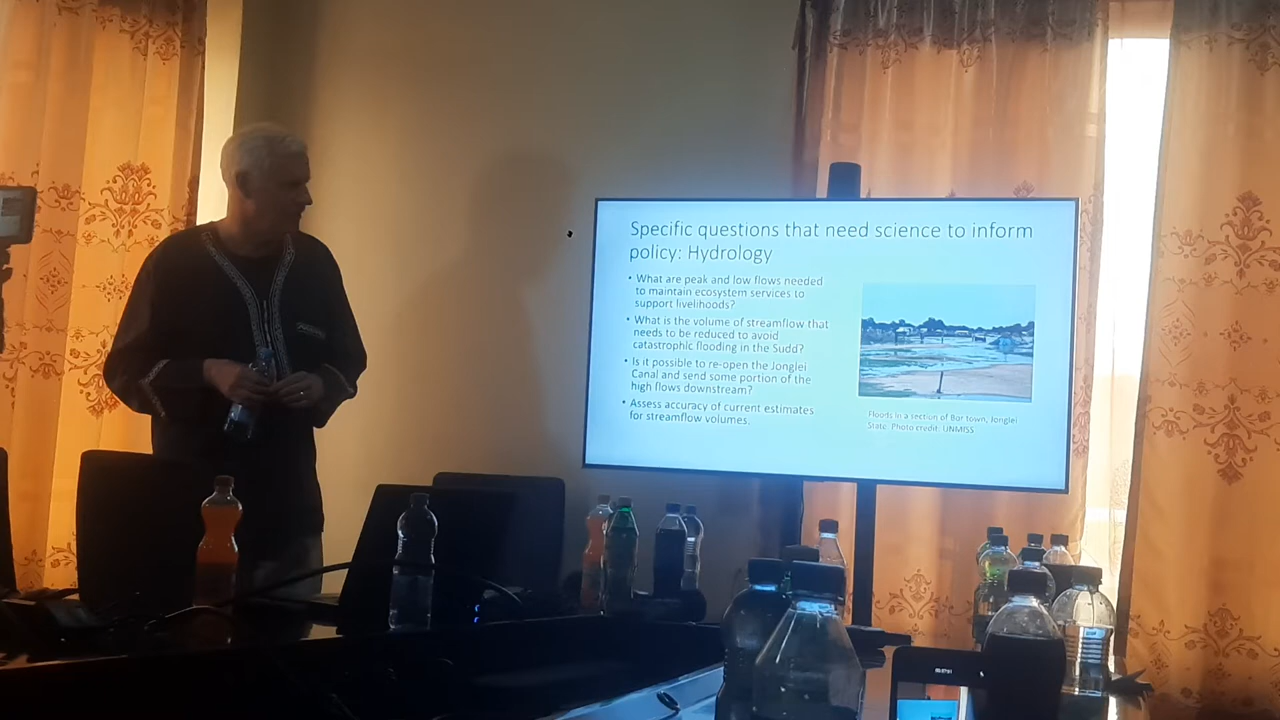 Specific questions that need science to inform
policy: Hydrology
• What are peak and low flows needed
to maintain ecosystem services to
support livelihoods?
• What is the volume of streamflow that
needs to be reduced to avoid
catastrophic flooding in the Sudd?
• Is it possible to re-open the Jonglei
Canal and send some portion of the
high flows downstream?
• Assess accuracy of current estimates
for streamflow volumes.
Floods in a section of Bor town, Jonglei
State. Photo credit: UNMISS